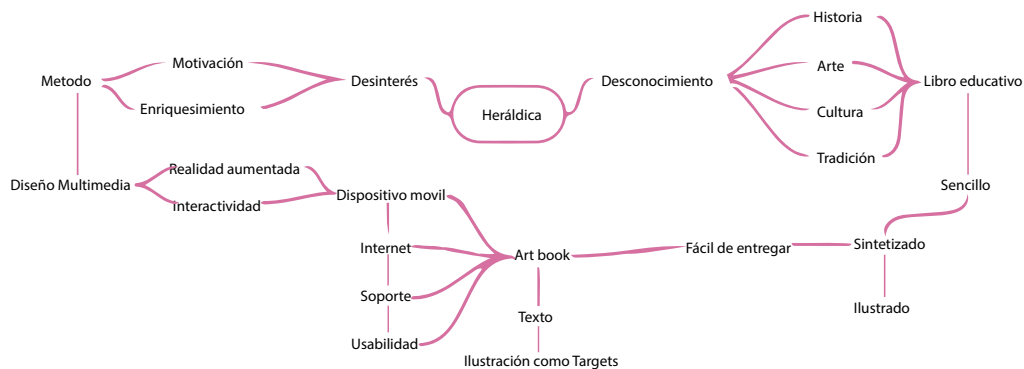 Historia
Motivación
Arte
Metodo
Desinterés
Desconocimiento
Libro educativo
Enriquesimiento
Heráldica
Cultura
Tradición
Realidad aumentada
Diseño Multimedia
Sencillo
Dispositivo movil
Interactividad
Internet
Art book
Fácil de entregar
Sintetizado
Soporte
Ilustrado
Texto
Usabilidad
Ilustración como Targets